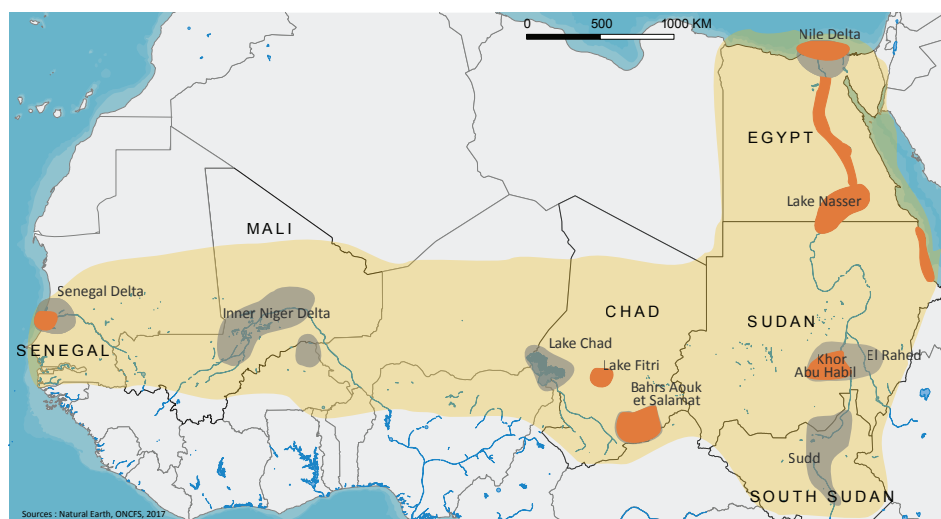 0 500 1000 KM
Nile Delta
EGYPT
Lake Nasser
MALI
Senegal Delta
Inner Niger Delta
CHAD
SUDAN
SENEGAL
Lake Chad
Lake Fitri
Khor
Abu Habil
El Rahed
Bahrs Aouk
et Salamat
Sudd
SOUTH SUDAN
Sources : Natural Earth, ONCFS, 2017